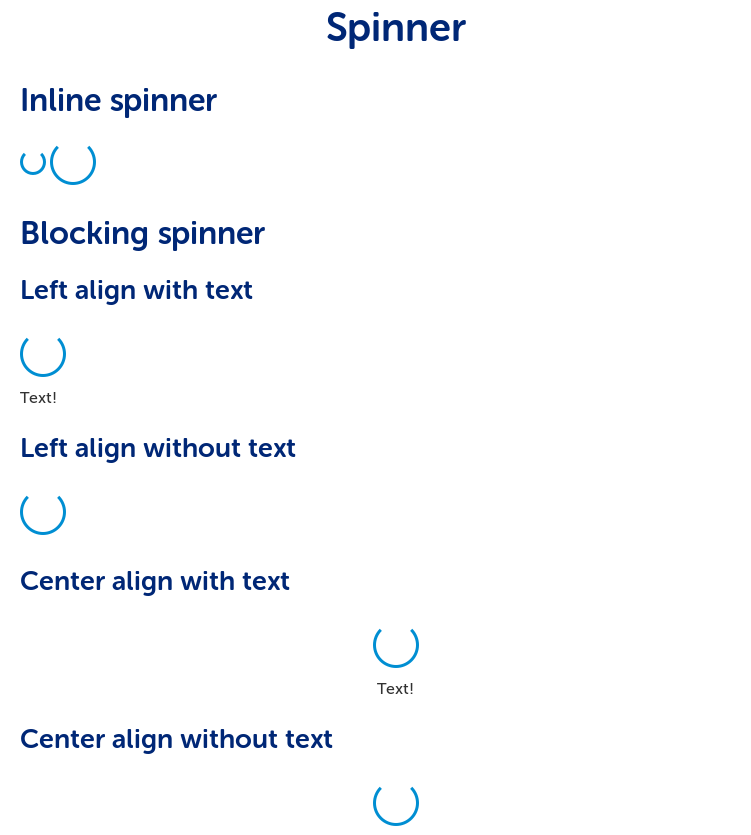 Spinner
Inline spinner
Blocking spinner
Left align with text
Text!
Left align without text
Center align with text
Text!
Center align without text